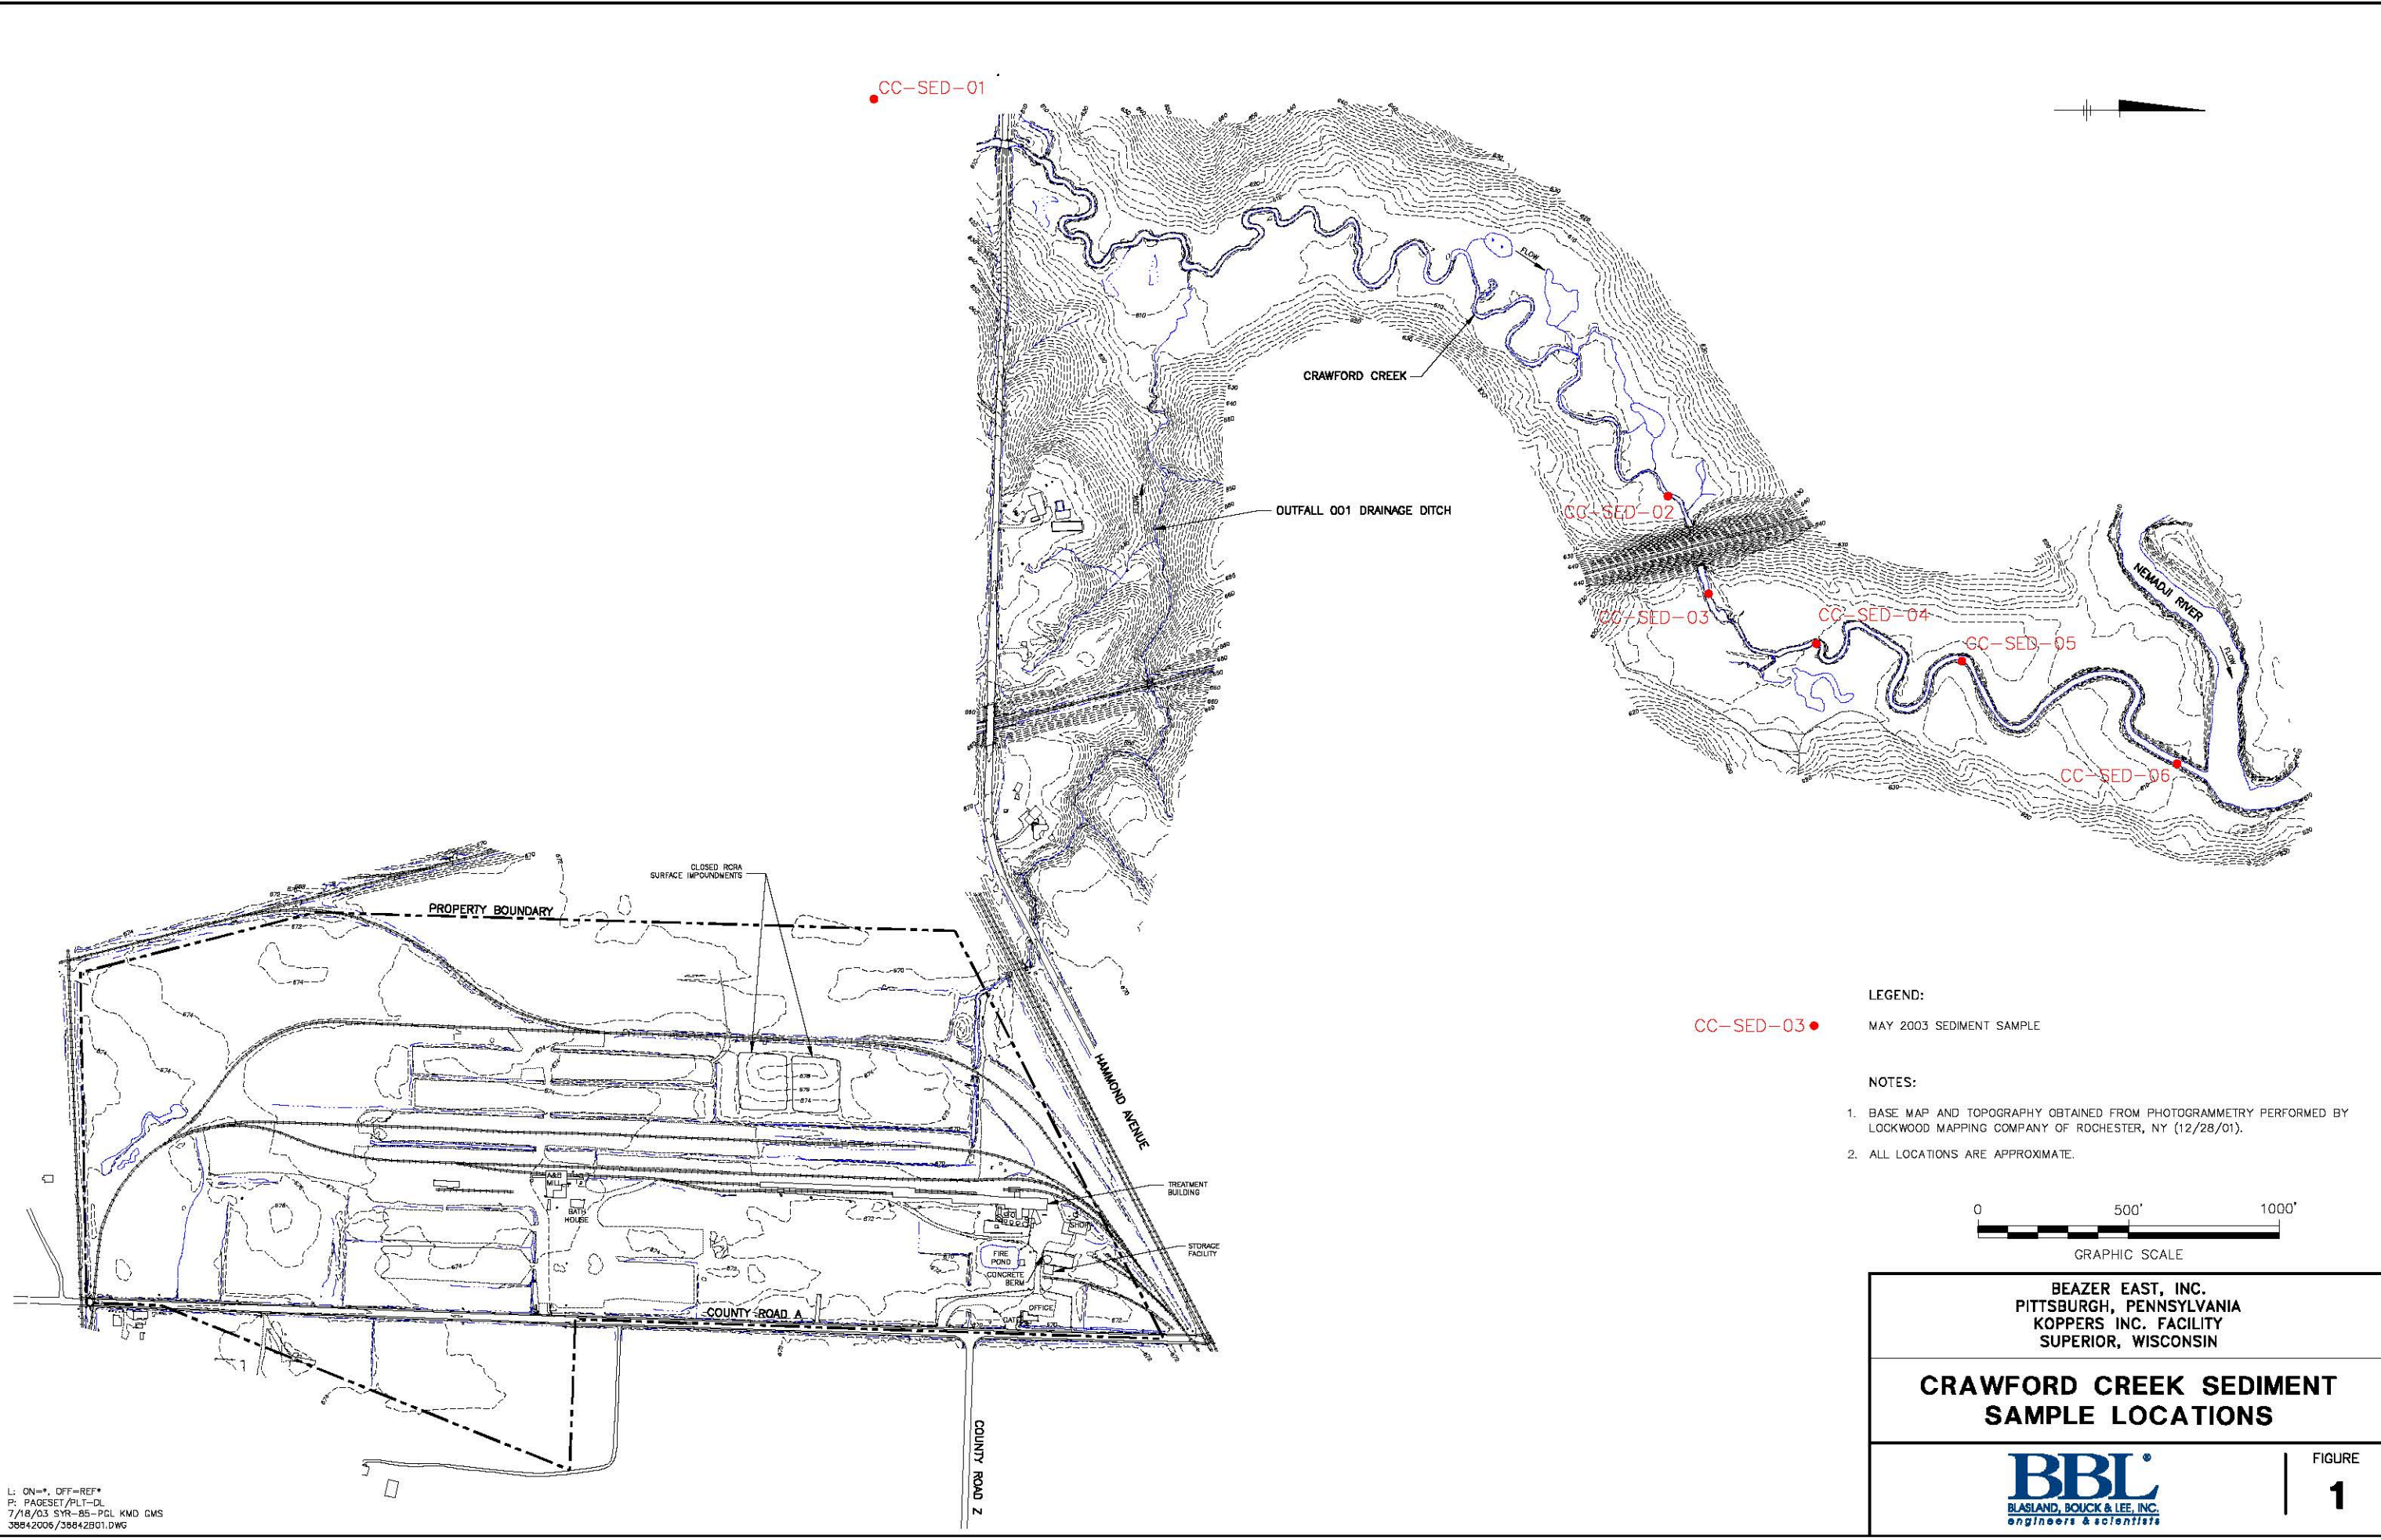 CC-SED-01
CRAWFORD CREEK
FLOW
OUTFALL 001 DRAINAGE DITCH
FLOW
CC-SED-02
CC-SED-03
CC-SED-04
CC-SED-05
CC-SED-06
NEMADJI RIVER
FLOW
CLOSED RCRA
SURFACE IMPOUNDMENTS
PROPERTY BOUNDARY
HAMMOND AVENUE
TREATMENT
BUILDING
BATH
HOUSE
SHOP
STORAGE
FACILITY
FIRE
POND
CONCRETE
BERM
OFFICE
GATE
COUNTY ROAD A
COUNTY ROAD Z
LEGEND:
CC-SED-03 MAY 2003 SEDIMENT SAMPLE
NOTES:
1. BASE MAP AND TOPOGRAPHY OBTAINED FROM PHOTOGRAMMETRY PERFORMED BY
LOCKWOOD MAPPING COMPANY OF ROCHESTER, NY (12/28/01).
2. ALL LOCATIONS ARE APPROXIMATE.
0 500' 1000'
GRAPHIC SCALE
BEAZER EAST, INC.
PITTSBURGH, PENNSYLVANIA
KOPPERS INC. FACILITY
SUPERIOR, WISCONSIN
CRAWFORD CREEK SEDIMENT
SAMPLE LOCATIONS
BBL®
BLASLAND, BOUCK & LEE, INC.
engineers & scientists
FIGURE
1
L: ON=*, OFF=REF*
P: PAGESET/PLT-DL
7/18/03 SYR-85-PGL KMD GMS
38842006/38842B01.DWG